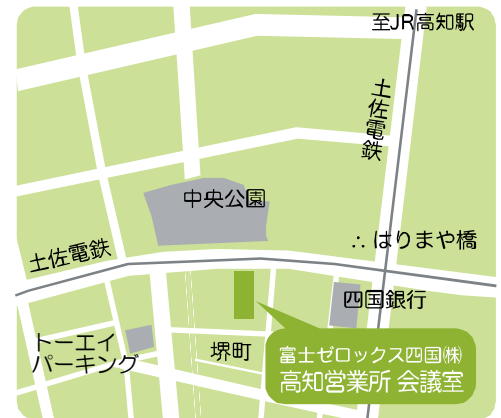 至JR高知駅
土佐電鉄
中央公園
∴ はりまや橋
土佐電鉄
四国銀行
トーエイ
パーキング
堺町
富士ゼロックス四国㈱
高知営業所 会議室